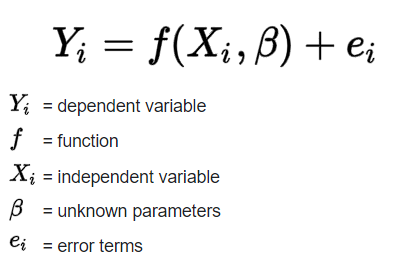 Yᵢ = f(Xᵢ, β) + eᵢ
Yᵢ = dependent variable
f = function
Xᵢ = independent variable
β = unknown parameters
eᵢ = error terms